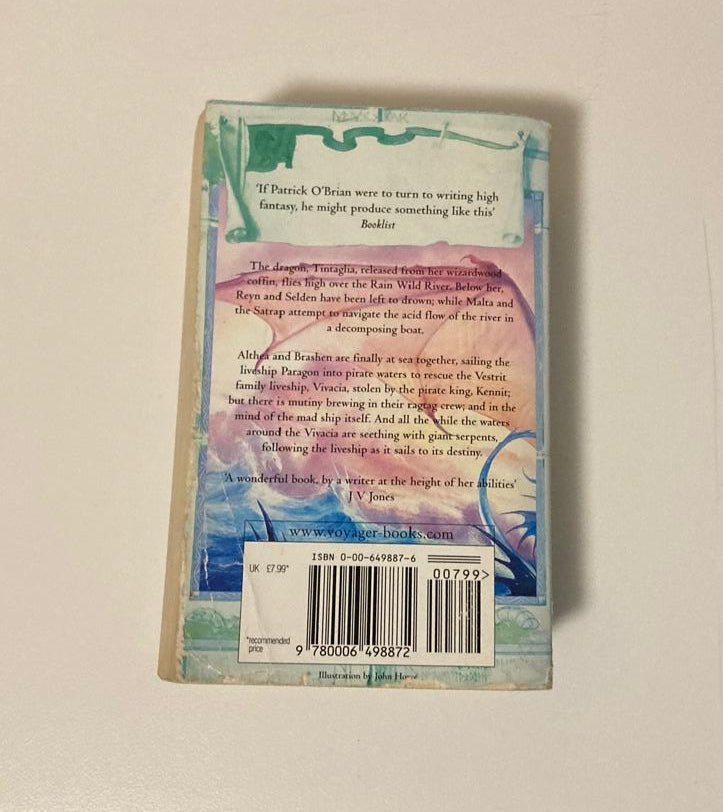 'If Patrick O'Brian were to turn to writing high
fantasy, he might produce something like this'
Booklist
The dragon, Tintaglia, released from her wizardwood
coffin, flies high over the Rain Wild River. Below her,
Reyn and Selden have been left to drown; while Malta and
the Satrap attempt to navigate the acid flow of the river in
a decomposing boat.
Althea and Brashen are finally at sea together, sailing the
liveship Paragon into pirate waters to rescue the Vestrit
family liveship, Vivacia, stolen by the pirate king, Kennit;
but there is mutiny brewing in their ragtag crew; and in the
mind of the mad ship itself. And all the while the waters
around the Vivacia are seething with giant serpents,
following the liveship as it sails to its destiny.
'A wonderful book, by a writer at the height of her abilities'
J V Jones
www.voyager-books.com
ISBN 0-00-649887-6
UK £7.99*
00799>
*recommended
price
9 780006 498872
Illustration by John Howe